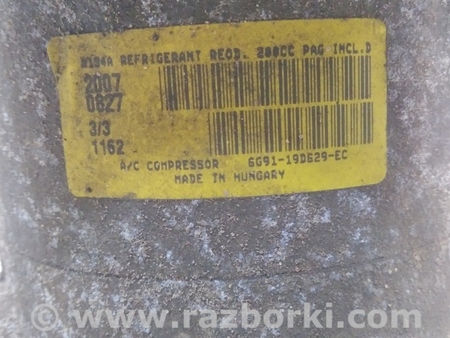 R134A REFRIGERANT REQD. 200CC PAG INCL.D
2007
0827
3/3
1162
A/C COMPRESSOR 6G91-19D629-EC
MADE IN HUNGARY
www.razborki.com